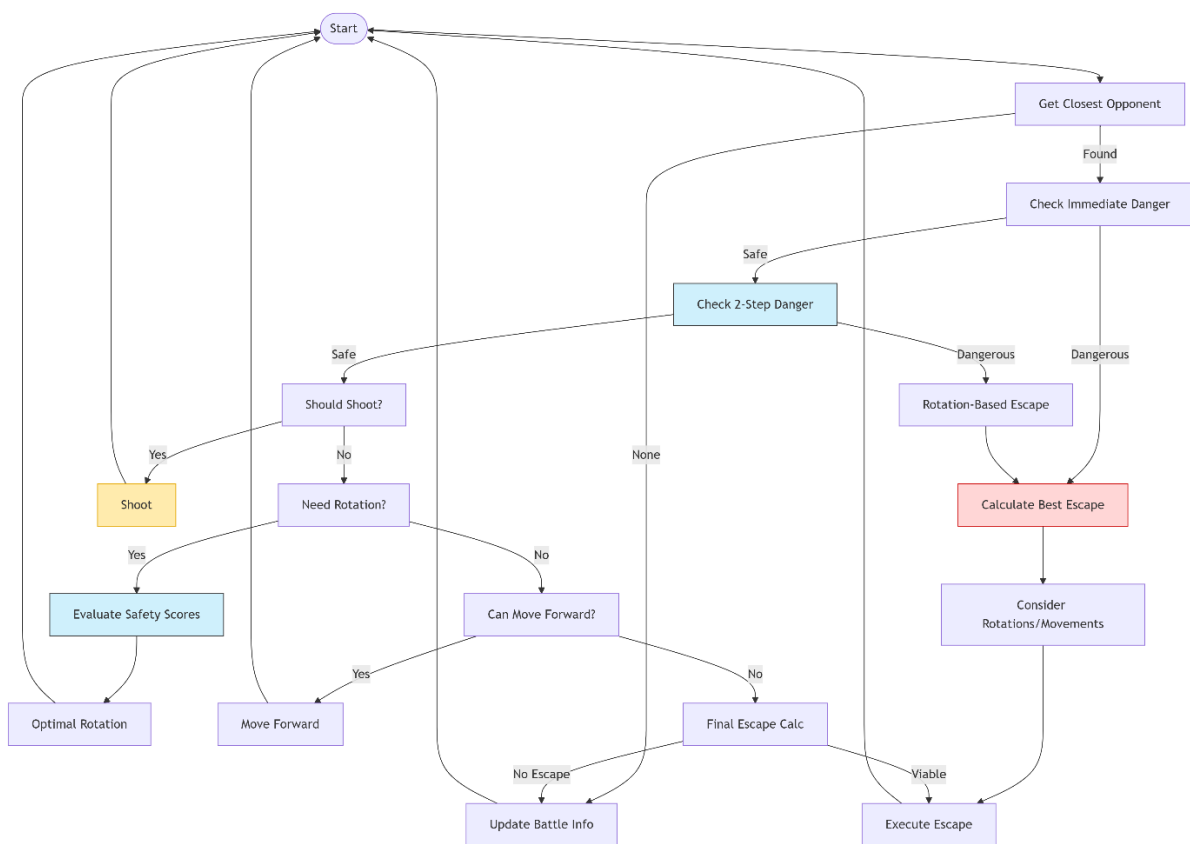 Start
Get Closest Opponent
Found
Check Immediate Danger
Safe
Check 2-Step Danger
Safe
Dangerous
Dangerous
Should Shoot?
Rotation-Based Escape
Yes
No
None
Shoot
Need Rotation?
Calculate Best Escape
Yes
No
Evaluate Safety Scores
Can Move Forward?
Consider
Rotations/Movements
Yes
No
Optimal Rotation
Move Forward
Final Escape Calc
No Escape
Viable
Update Battle Info
Execute Escape